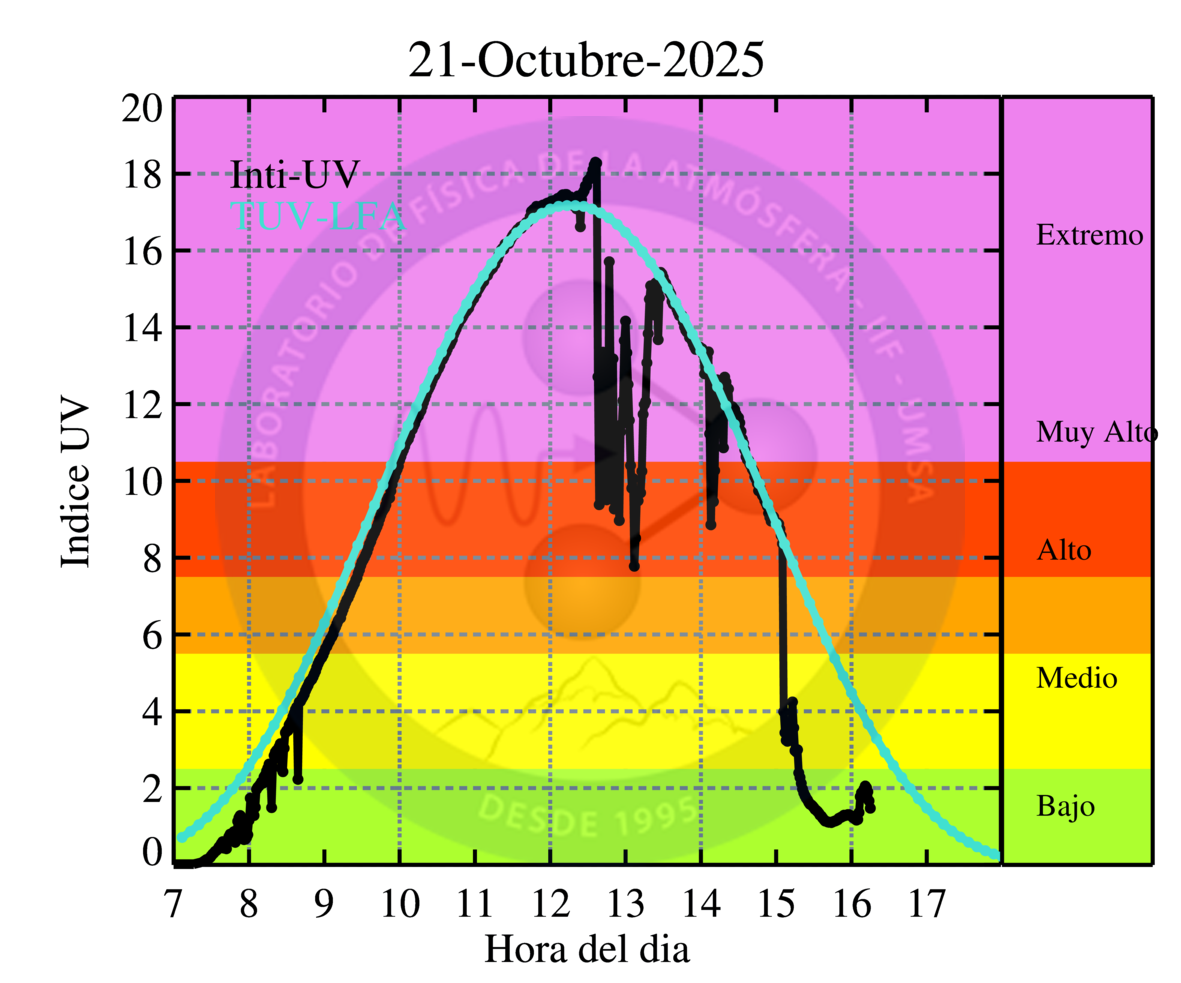 21-Octubre-2025
Inti-UV
TUV-LFA
LABORATORIO DE FÍSICA DE LA ATMÓSFERA - IIF - UMSA
DESDE 1995
Indice UV
20
18
16
14
12
10
8
6
4
2
0
Extremo
Muy Alto
Alto
Medio
Bajo
7 8 9 10 11 12 13 14 15 16 17
Hora del dia